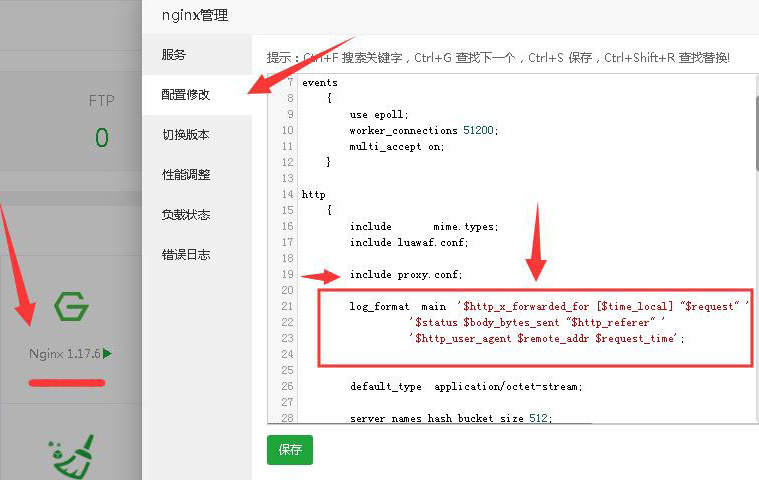 nginx管理
服务
配置修改
切换版本
性能调整
负载状态
错误日志
FTP
0
Nginx 1.17.6
提示：Ctrl+F 搜索关键字，Ctrl+G 查找下一个，Ctrl+S 保存，Ctrl+Shift+R 查找替换!
7 events
8 {
9 use epoll;
10 worker_connections 51200;
11 multi_accept on;
12 }
13
14 http
15 {
16 include mime.types;
17 include luawaf.conf;
18
19 include proxy.conf;
20
21 log_format main '$http_x_forwarded_for [$time_local] "$request" '
22 '$status $body_bytes_sent "$http_referer" '
23 '$http_user_agent $remote_addr $request_time';
24
25
26 default_type application/octet-stream;
27
28 server_names_hash_bucket_size 512;
保存